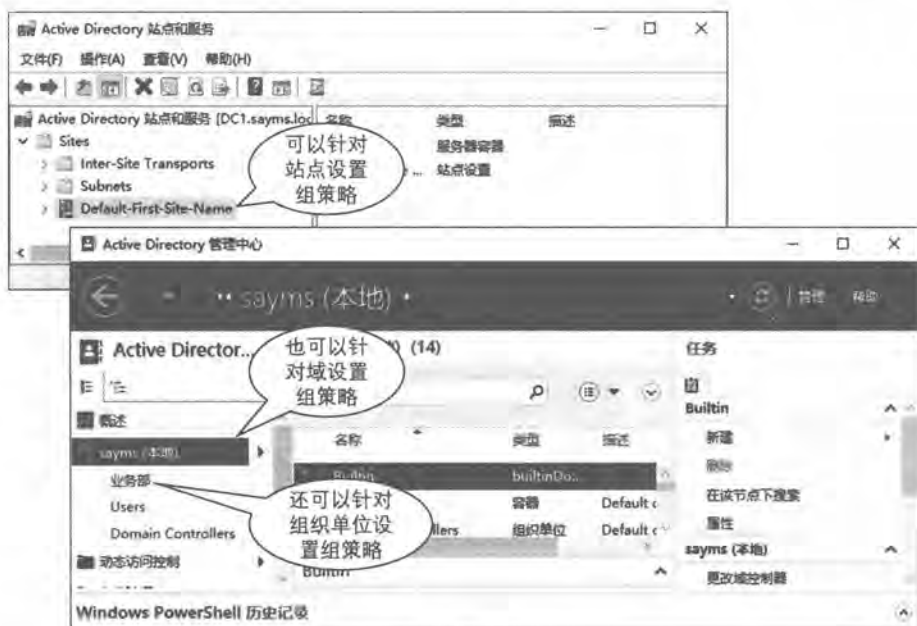 Active Directory 站点和服务
文件(F) 操作(A) 查看(V) 帮助(H)
Active Directory 站点和服务 [DC1.sayms.loc
名称 类型 描述
Sites
服务器容器
Inter-Site Transports
... 站点设置
Subnets
Default-First-Site-Name
可以针对
站点设置
组策略
Active Directory 管理中心
sayms (本地)
管理 帮助
Active Director...
(14)
任务
也可以针
对域设置
组策略
概述
sayms (本地)
业务部
Users
Domain Controllers
动态访问控制
名称 类型 描述
Builtin builtinDo...
容器 Default c
llers 组织单位 Default c
还可以针对
组织单位设
置组策略
Builtin
Builtin
新建
删除
在该节点下搜索
属性
sayms (本地)
更改域控制器
Windows PowerShell 历史记录